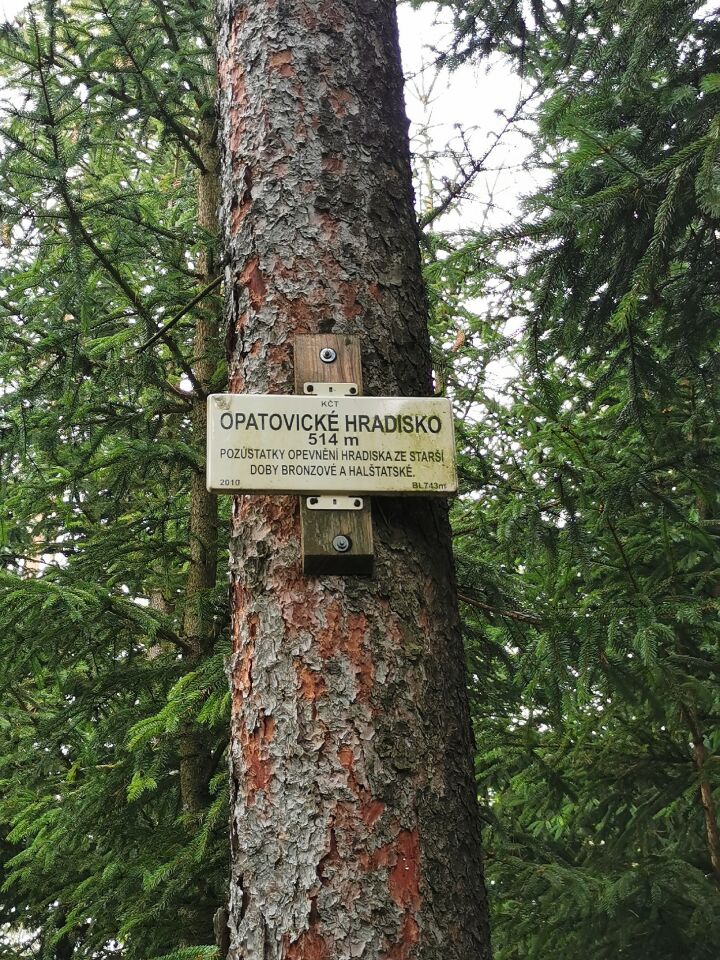 KČT
OPATOVICKÉ HRADISKO
514 m
POZŮSTATKY OPEVNĚNÍ HRADISKA ZE STARŠÍ
DOBY BRONZOVÉ A HALŠTATSKÉ.
2010 BL743m